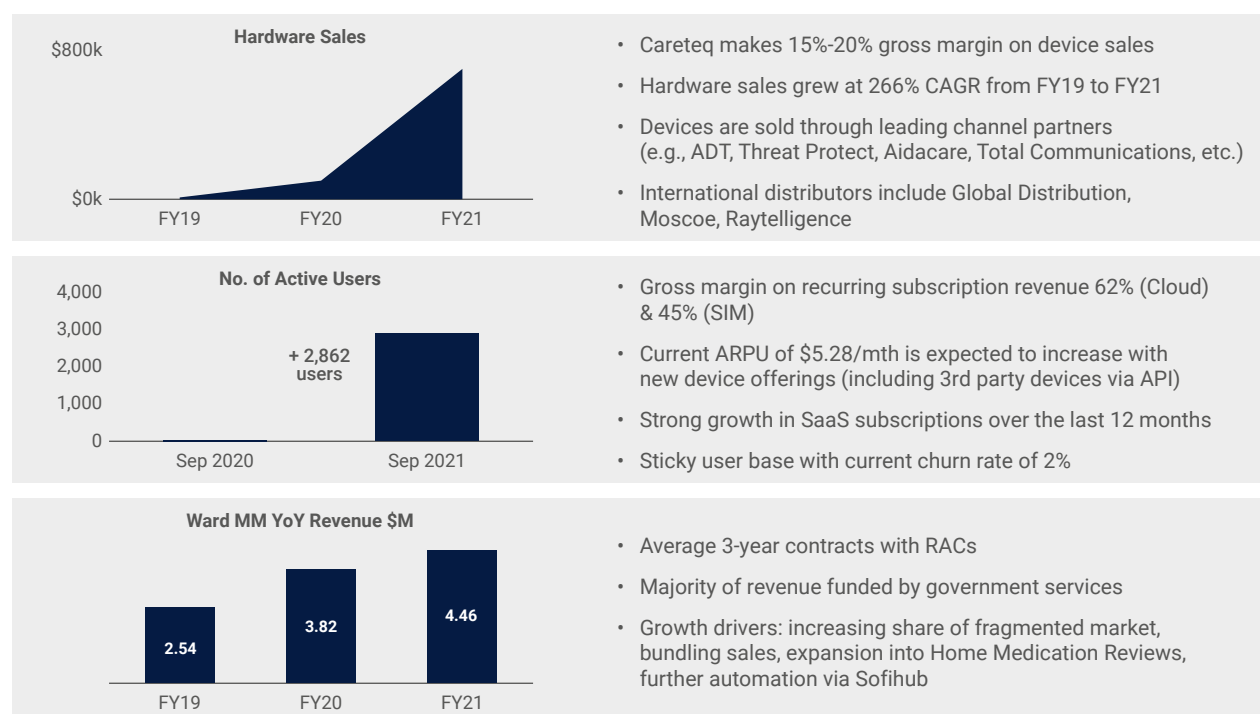 Hardware Sales
$800k
$0k
FY19 FY20 FY21
• Careteq makes 15%-20% gross margin on device sales
• Hardware sales grew at 266% CAGR from FY19 to FY21
• Devices are sold through leading channel partners
(e.g., ADT, Threat Protect, Aidacare, Total Communications, etc.)
• International distributors include Global Distribution,
Moscoe, Raytelligence
No. of Active Users
4,000
3,000
2,000
1,000
0
+ 2,862
users
Sep 2020 Sep 2021
• Gross margin on recurring subscription revenue 62% (Cloud)
& 45% (SIM)
• Current ARPU of $5.28/mth is expected to increase with
new device offerings (including 3rd party devices via API)
• Strong growth in SaaS subscriptions over the last 12 months
• Sticky user base with current churn rate of 2%
Ward MM YoY Revenue $M
2.54 3.82 4.46
FY19 FY20 FY21
• Average 3-year contracts with RACs
• Majority of revenue funded by government services
• Growth drivers: increasing share of fragmented market,
bundling sales, expansion into Home Medication Reviews,
further automation via Sofihub